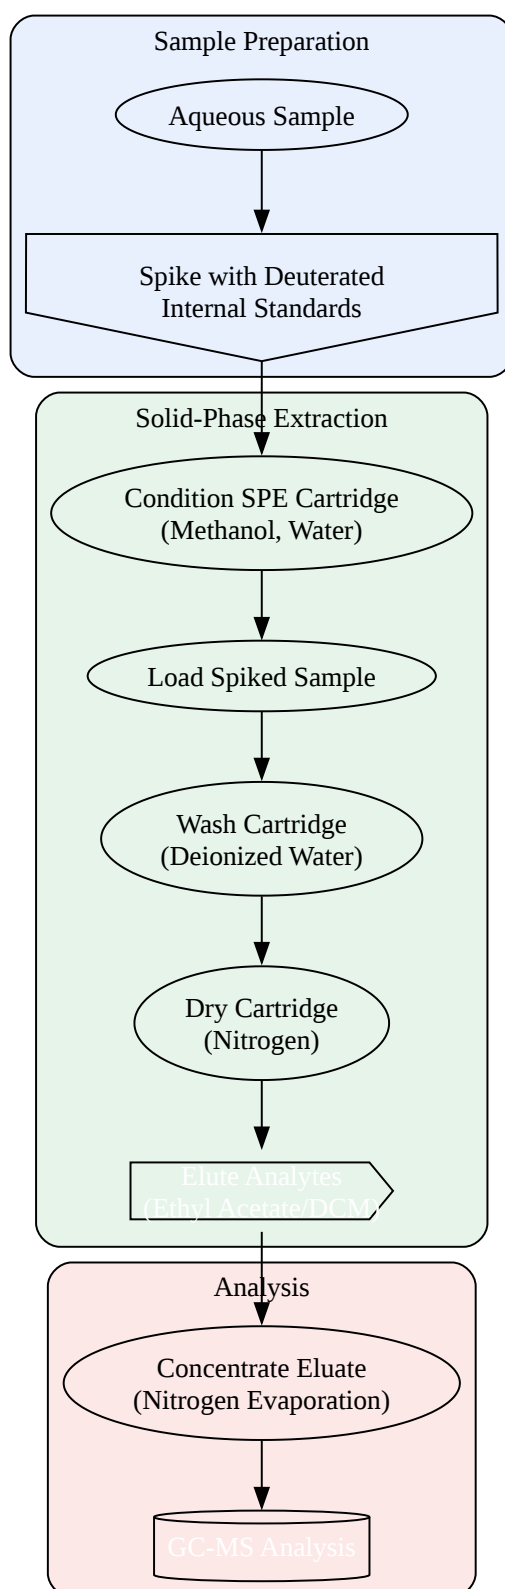 Sample Preparation
Aqueous Sample
Spike with Deuterated
Internal Standards
Solid-Phase Extraction
Condition SPE Cartridge
(Methanol, Water)
Load Spiked Sample
Wash Cartridge
(Deionized Water)
Dry Cartridge
(Nitrogen)
Elute Analytes
(Ethyl Acetate/DCM)
Analysis
Concentrate Eluate
(Nitrogen Evaporation)
GC-MS Analysis